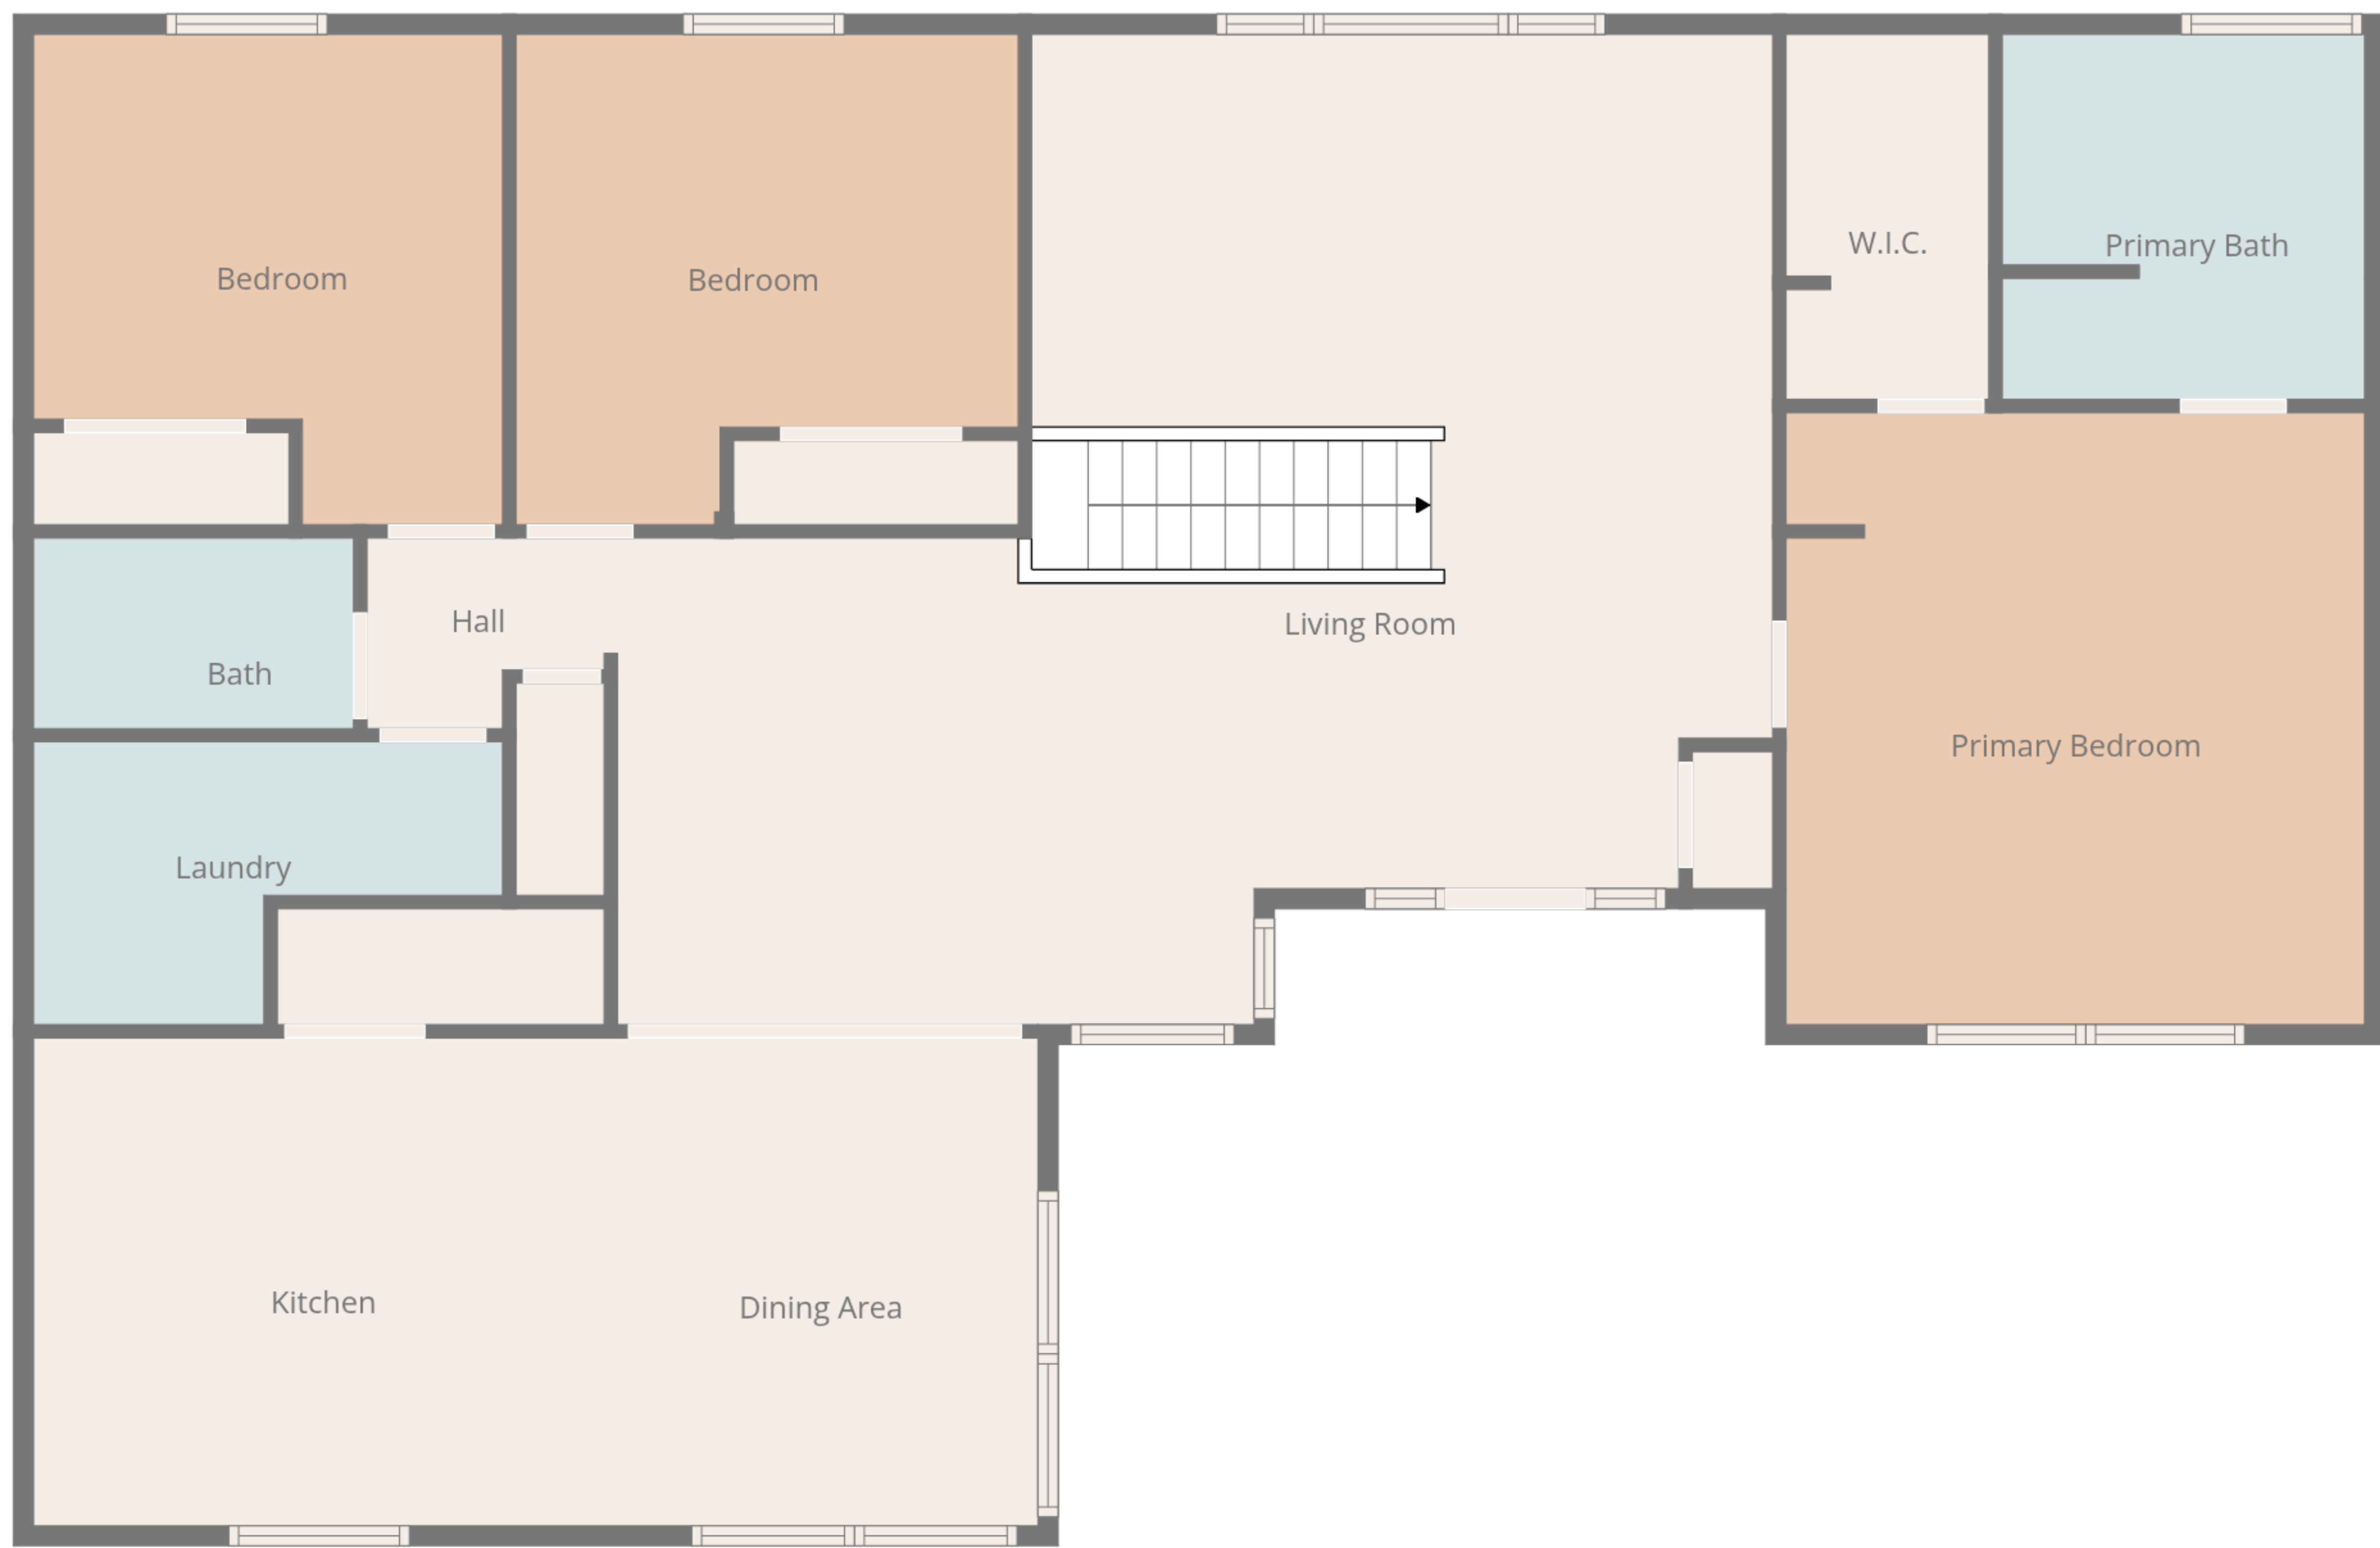 Bedroom
Bedroom
W.I.C.
Primary Bath
Hall
Living Room
Bath
Primary Bedroom
Laundry
Kitchen
Dining Area